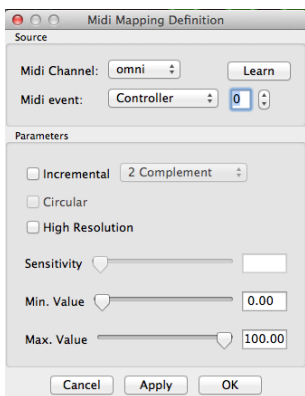 Midi Mapping Definition
Source
Midi Channel: omni Learn
Midi event: Controller 0
Parameters
Incremental 2 Complement
Circular
High Resolution
Sensitivity
Min. Value 0.00
Max. Value 100.00
Cancel Apply OK